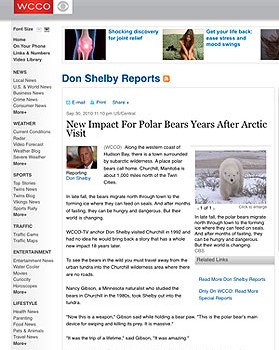 WCCO
Font Size
Home
On Your Phone
Links & Numbers
Video Library
NEWS
Local News
U.S. & World News
Business News
Crime News
Consumer News
More»
WEATHER
Current Conditions
Radar
Video Forecast
Weather Blog
Severe Weather
More»
SPORTS
Top Stories
Twins News
Twins Blog
Vikings News
Sports Rally
More»
TRAFFIC
Traffic Cams
Traffic Maps
ENTERTAINMENT
Entertainment News
Water Cooler
Movies
Curiocity
Horoscopes
More»
LIFESTYLE
Health News
Parenting
Food News
Pets & Animals
Travel News
More»
Shocking discovery
for joint relief
Get your life back:
ease stress and
mood swings
Don Shelby Reports
E-mail
Print
Share +
Sep 30, 2010 11:10 pm US/Central
New Impact For Polar Bears Years After Arctic
Visit
Reporting
Don Shelby
(WCCO) Along the western coast of
Hudson Bay, there is a town surrounded
by subarctic wilderness. A place polar
bears call home. Churchill, Manitoba is
about 1,000 miles north of the Twin
Cities.
In late fall, the bears migrate north through town to the
forming ice where they can feed on seals. And after months
of fasting, they can be hungry and dangerous. But their
world is changing.
WCCO-TV anchor Don Shelby visited Churchill in 1992 and
had no idea he would bring back a story that has a whole
new impact 18 years later.
To see the bears in the wild you must travel away from the
urban tundra into the Churchill wilderness area where there
are no roads.
Nancy Gibson, a Minnesota naturalist who studied the
bears in Churchill in the 1980s, took Shelby out into the
tundra.
"Now this is a weapon," Gibson said while holding a bear paw. "This is the polar bear's main
device for swiping and killing its prey. It is massive."
"It was the trip of a lifetime," said Gibson, "It was amazing."
1 of 1
Click to enlarge
In late fall, the polar bears migrate
north through town to the forming
ice where they can feed on seals.
And after months of fasting, they
can be hungry and dangerous.
But their world is changing.
CBS
Related Links
Read More Don Shelby Reports
Only On WCCO: Read More
Special Reports